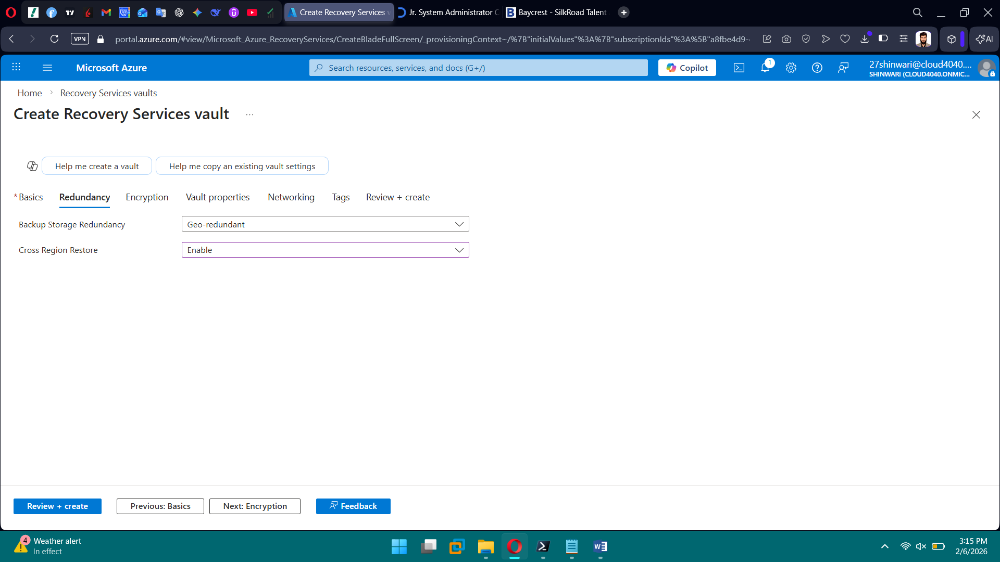 Create Recovery Services v
Jr. System Administrator C
Baycrest - SilkRoad Talent
VPN
portal.azure.com/#view/Microsoft_Azure_RecoveryServices/CreateBladeFullScreen/_provisioningContext~/%7B"initialValues"%3A%7B"subscriptionIds"%3A%5B"a8fbe4d9-
AI
Microsoft Azure
Search resources, services, and docs (G+/)
Copilot
1
27shinwari@cloud4040....
SHINWARI (CLOUD4040.ONMIC...
Home
Recovery Services vaults
Create Recovery Services vault
...
Help me create a vault
Help me copy an existing vault settings
* Basics
Redundancy
Encryption
Vault properties
Networking
Tags
Review + create
Backup Storage Redundancy
Geo-redundant
Cross Region Restore
Enable
Review + create
Previous: Basics
Next: Encryption
Feedback
4
Weather alert
In effect
3:15 PM
2/6/2026